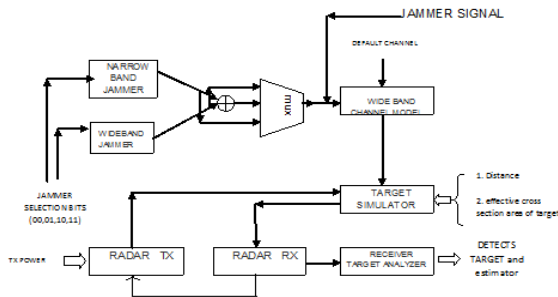 JAMMER SIGNAL
DEFAULT CHANNEL
NARROW
BAND
JAMMER
mux
WIDE BAND
CHANNEL MODEL
WIDEBAND
JAMMER
JAMMER
SELECTION BITS
(00,01,10,11)
TARGET
SIMULATOR
1. Distance
2. effective cross
section area of target
TX POWER
RADAR TX
RADAR RX
RECEIVER
TARGET ANALYZER
DETECTS
TARGET and
estimator